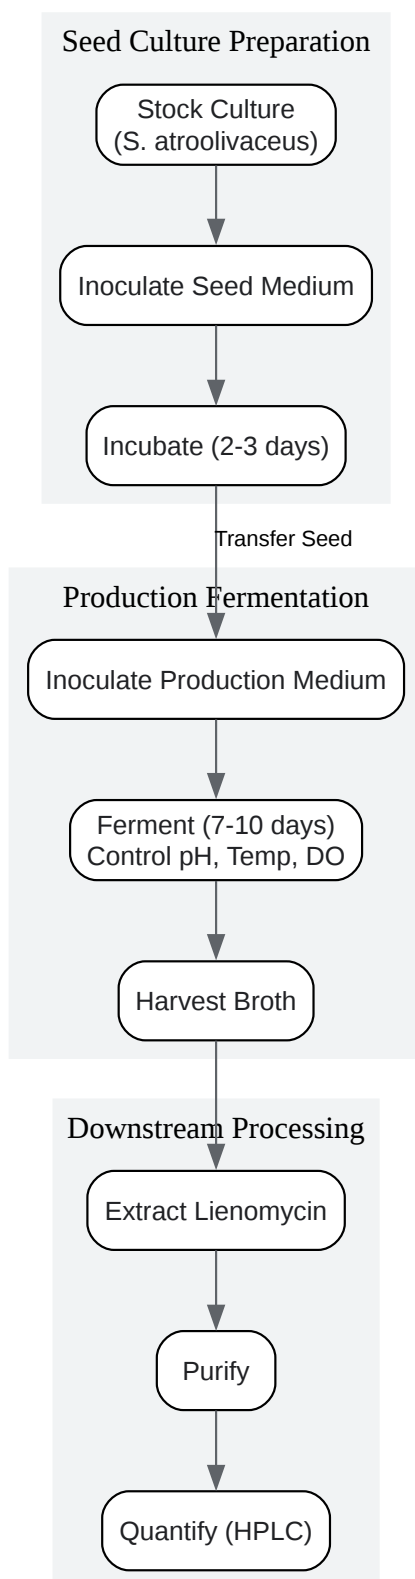 Seed Culture Preparation
Stock Culture
(S. atroolivaceus)
Inoculate Seed Medium
Incubate (2-3 days)
Transfer Seed
Production Fermentation
Inoculate Production Medium
Ferment (7-10 days)
Control pH, Temp, DO
Harvest Broth
Downstream Processing
Extract Lienomycin
Purify
Quantify (HPLC)